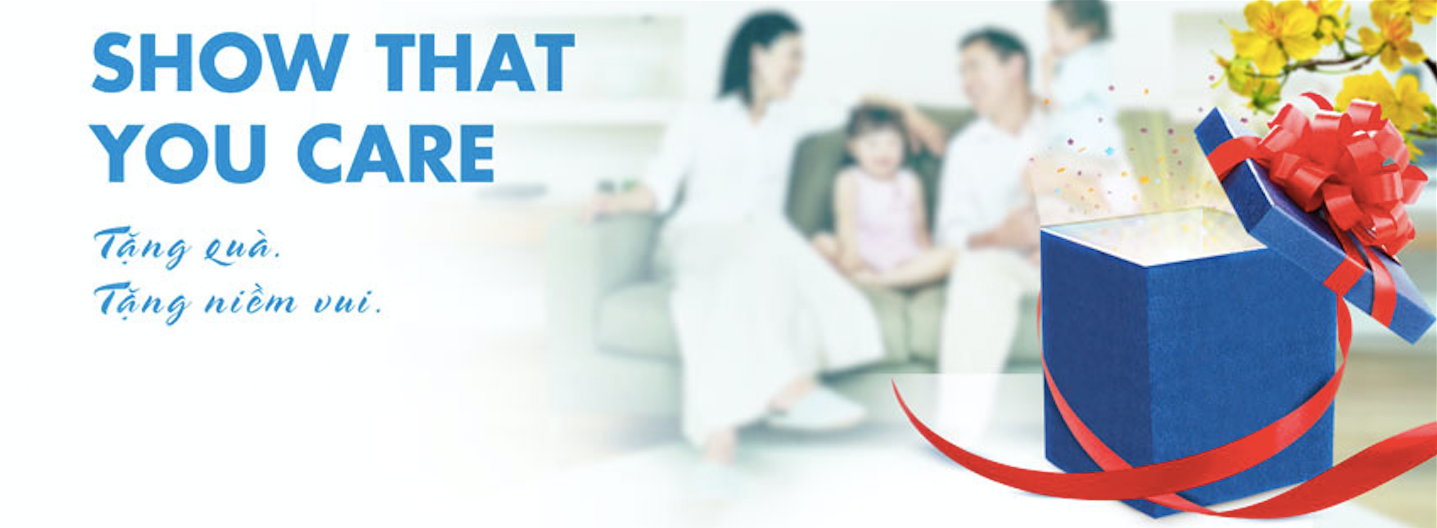 SHOW THAT
YOU CARE
Tặng quà.
Tặng niềm vui.